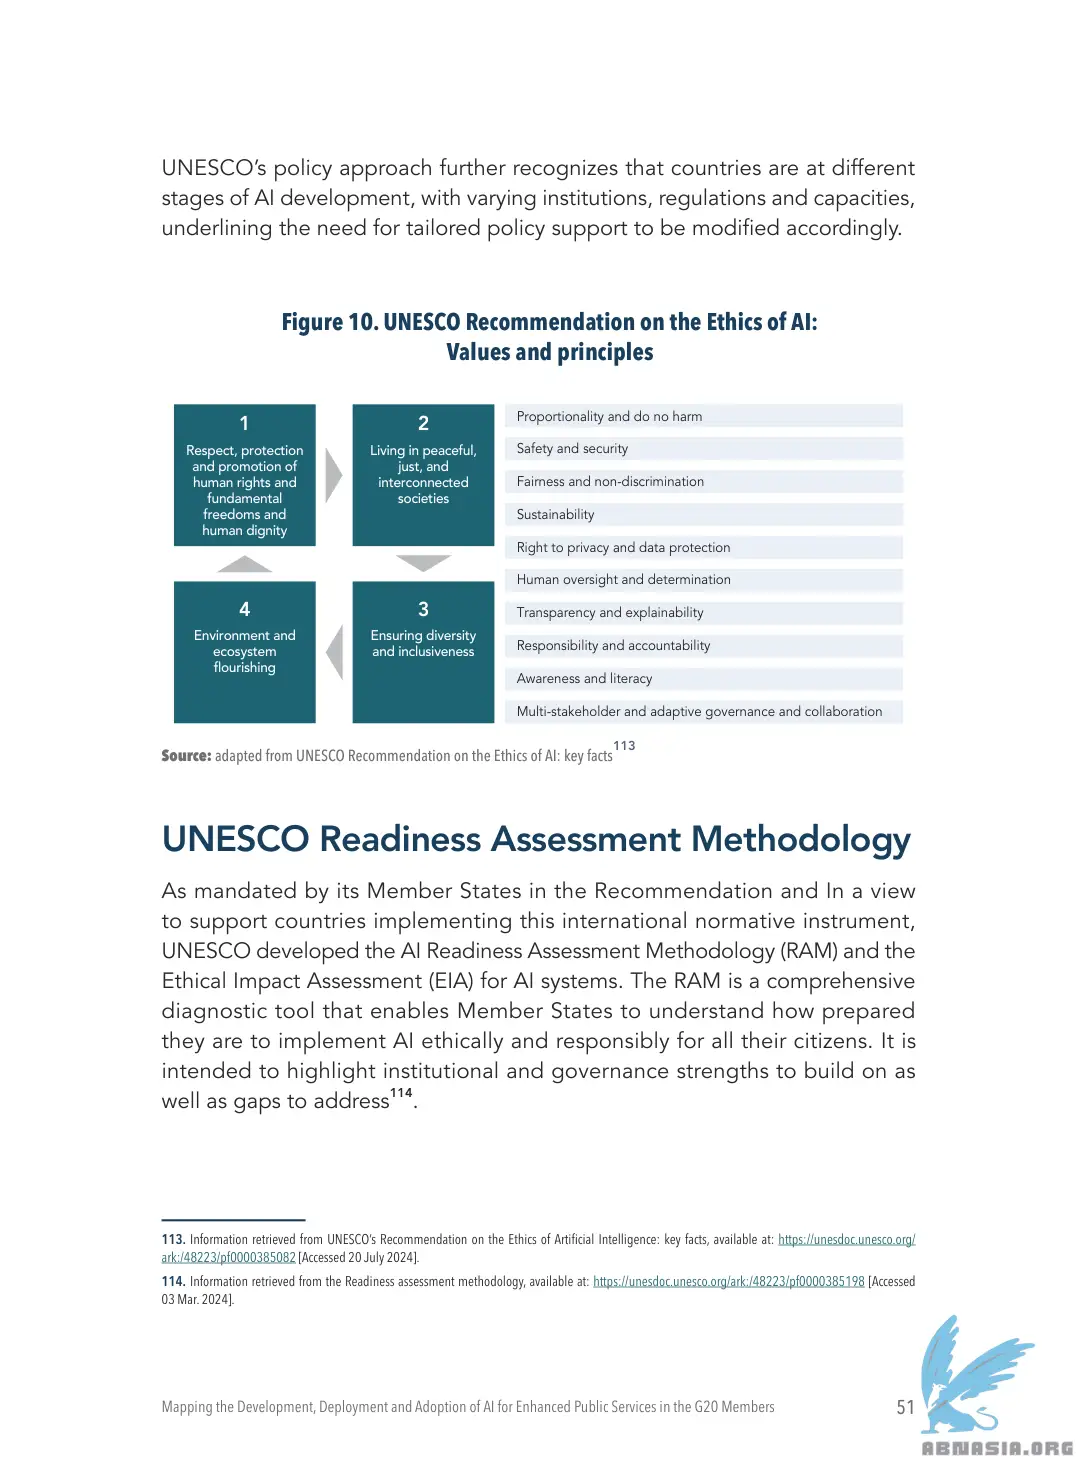 UNESCO’s policy approach further recognizes that countries are at different
stages of AI development, with varying institutions, regulations and capacities,
underlining the need for tailored policy support to be modified accordingly.
Figure 10. UNESCO Recommendation on the Ethics of AI:
Values and principles
1
Respect, protection
and promotion of
human rights and
fundamental
freedoms and
human dignity
2
Living in peaceful,
just, and
interconnected
societies
4
Environment and
ecosystem
flourishing
3
Ensuring diversity
and inclusiveness
Proportionality and do no harm
Safety and security
Fairness and non-discrimination
Sustainability
Right to privacy and data protection
Human oversight and determination
Transparency and explainability
Responsibility and accountability
Awareness and literacy
Multi-stakeholder and adaptive governance and collaboration
Source: adapted from UNESCO Recommendation on the Ethics of AI: key facts113
UNESCO Readiness Assessment Methodology
As mandated by its Member States in the Recommendation and In a view
to support countries implementing this international normative instrument,
UNESCO developed the AI Readiness Assessment Methodology (RAM) and the
Ethical Impact Assessment (EIA) for AI systems. The RAM is a comprehensive
diagnostic tool that enables Member States to understand how prepared
they are to implement AI ethically and responsibly for all their citizens. It is
intended to highlight institutional and governance strengths to build on as
well as gaps to address114.
113. Information retrieved from UNESCO’s Recommendation on the Ethics of Artificial Intelligence: key facts, available at: https://unesdoc.unesco.org/
ark:/48223/pf0000385082 [Accessed 20 July 2024].
114. Information retrieved from the Readiness assessment methodology, available at: https://unesdoc.unesco.org/ark:/48223/pf0000385198 [Accessed
03 Mar. 2024].
Mapping the Development, Deployment and Adoption of AI for Enhanced Public Services in the G20 Members
51
ABNASIA.ORG